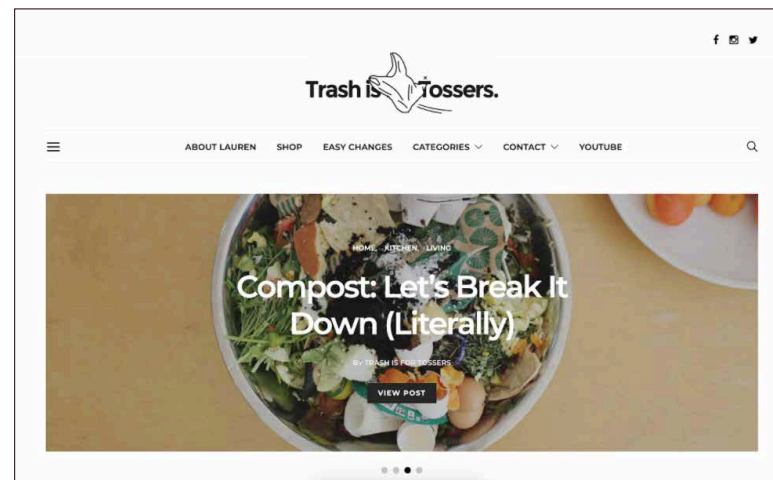 Trash is Tossers.
ABOUT LAUREN SHOP EASY CHANGES CATEGORIES CONTACT YOUTUBE
HOME, KITCHEN, LIVING
Compost: Let's Break It
Down (Literally)
BY TRASH IS FOR TOSSERS
VIEW POST